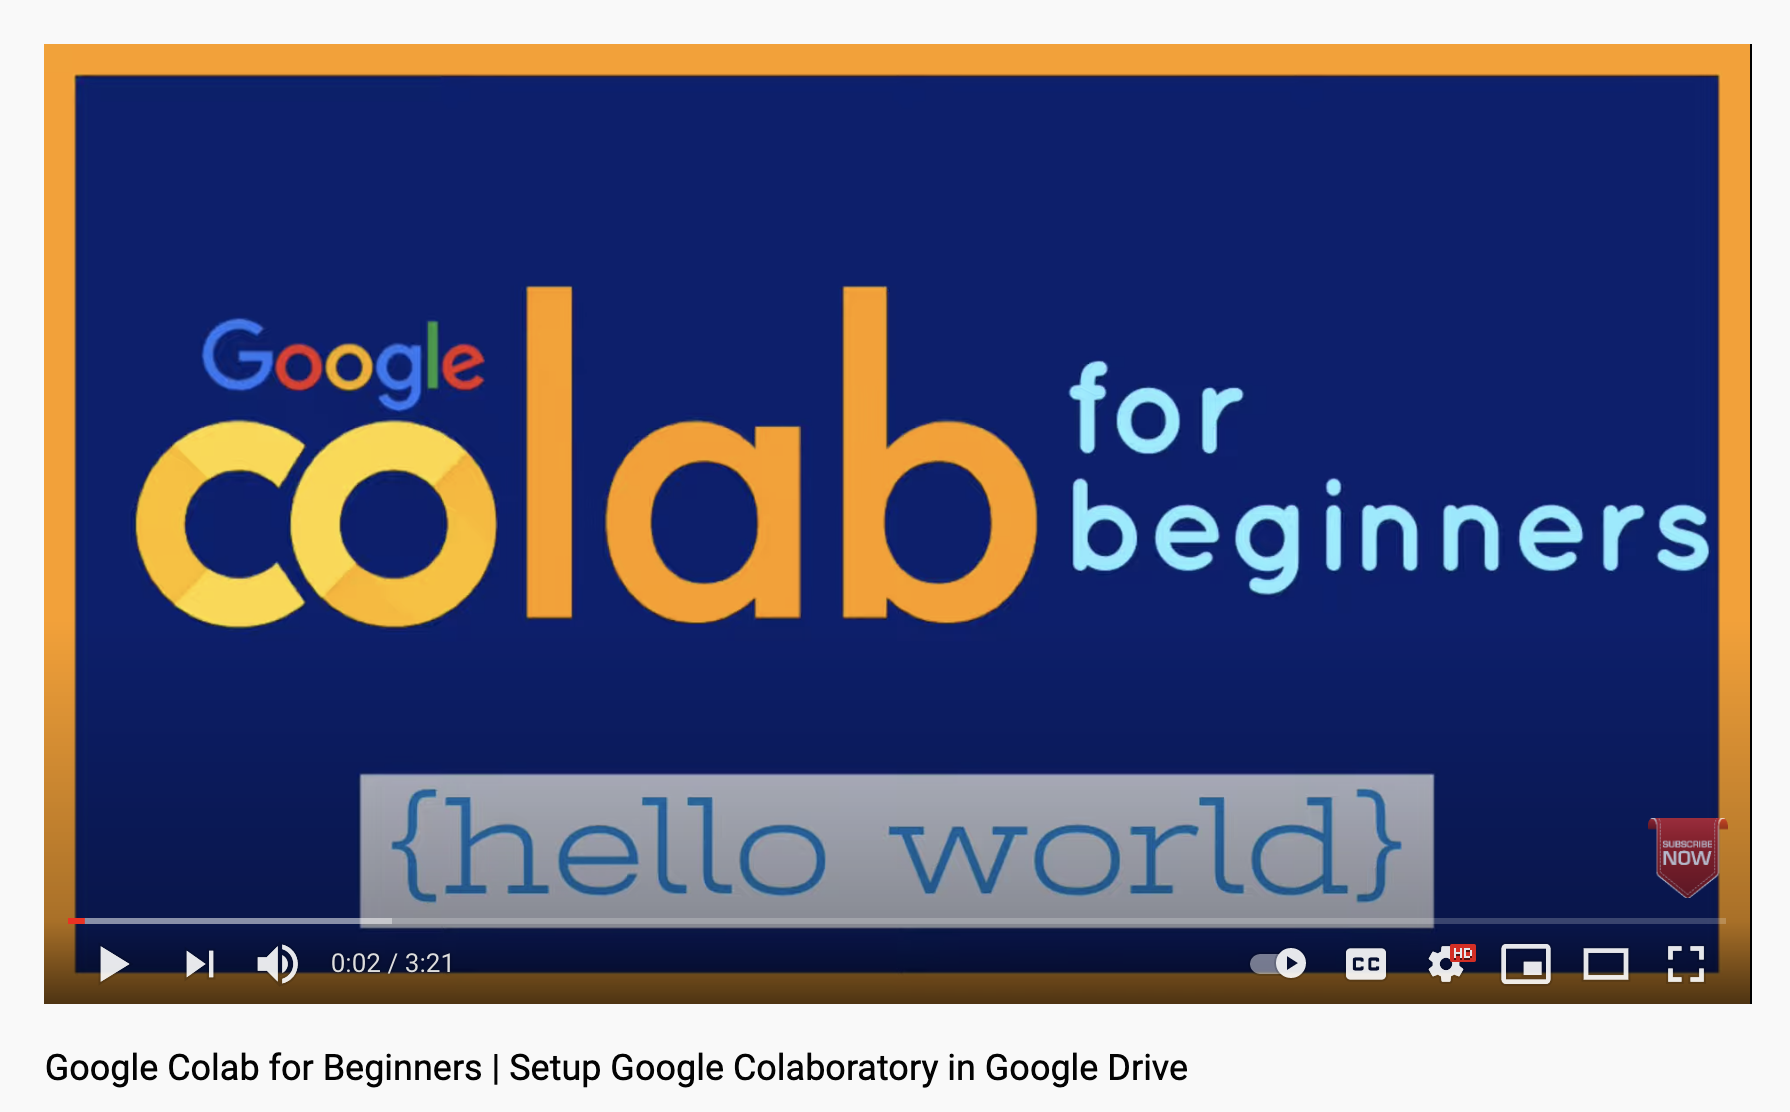 Google
colab
for
beginners
{hello world}
SUBSCRIBE
NOW
0:02 / 3:21
CC
HD
Google Colab for Beginners | Setup Google Colaboratory in Google Drive